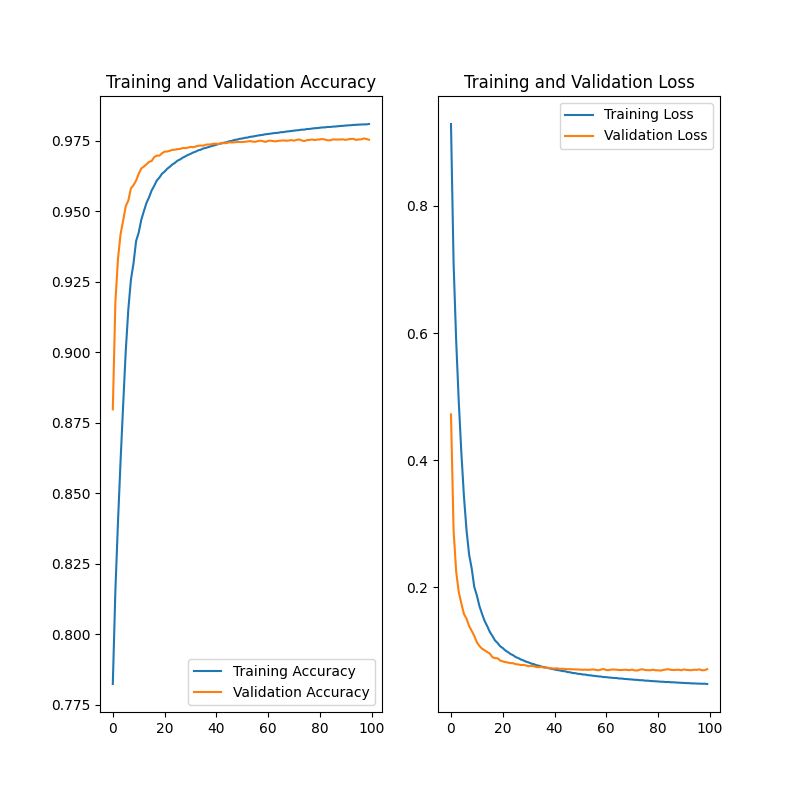 Training and Validation Accuracy
0.975
0.950
0.925
0.900
0.875
0.850
0.825
0.800
0.775
0 20 40 60 80 100
Training Accuracy
Validation Accuracy
Training and Validation Loss
Training Loss
Validation Loss
0.8
0.6
0.4
0.2
0 20 40 60 80 100